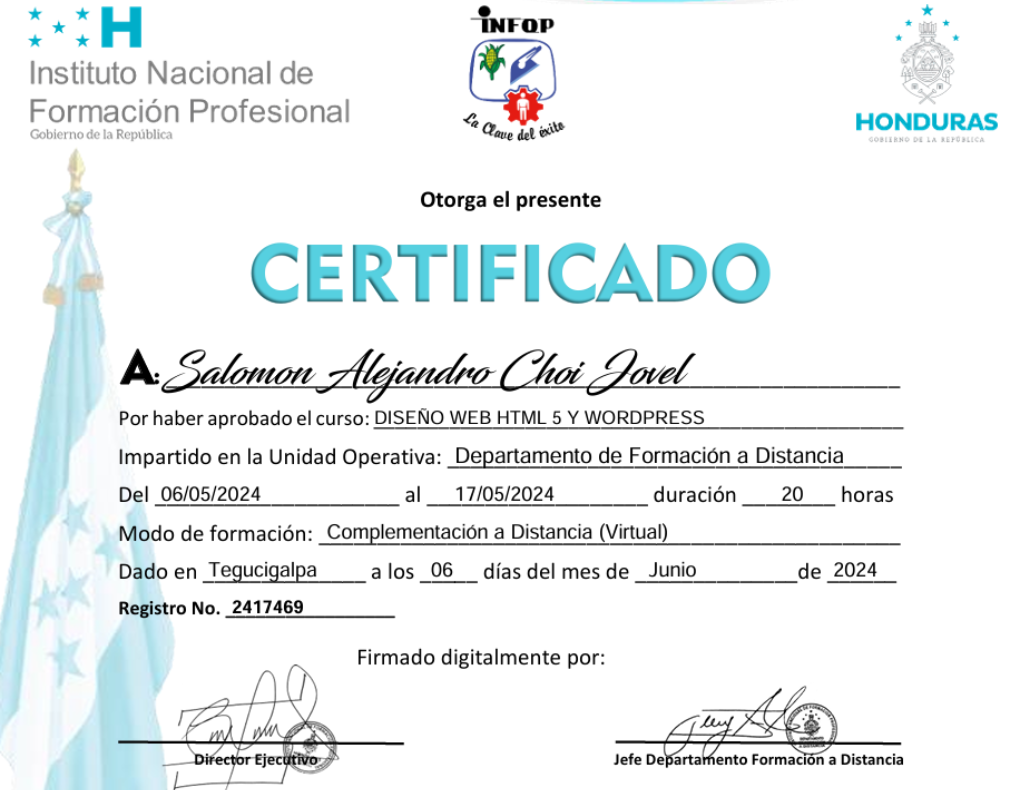 H
Instituto Nacional de
Formación Profesional
Gobierno de la República
INFOP
La Clave del éxito
HONDURAS
GOBIERNO DE LA REPÚBLICA
Otorga el presente
CERTIFICADO
A: Salomon Alejandro Choi Jovel
Por haber aprobado el curso: DISEÑO WEB HTML 5 Y WORDPRESS
Impartido en la Unidad Operativa: Departamento de Formación a Distancia
Del 06/05/2024 al 17/05/2024 duración 20 horas
Modo de formación: Complementación a Distancia (Virtual)
Dado en Tegucigalpa a los 06 días del mes de Junio de 2024
Registro No. 2417469
Firmado digitalmente por:
Director Ejecutivo
Jefe Departamento Formación a Distancia